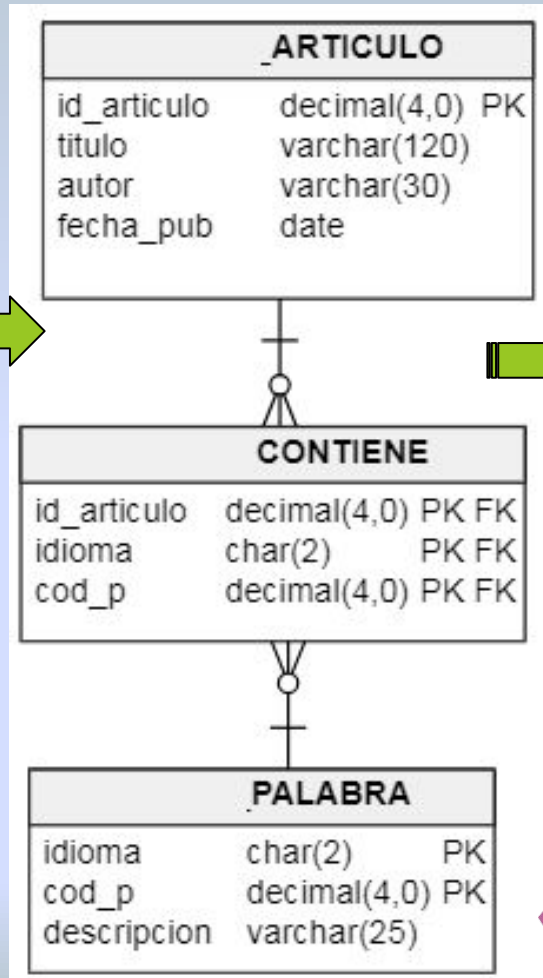 _ARTICULO
id_articulo decimal(4,0) PK
titulo varchar(120)
autor varchar(30)
fecha_pub date
CONTIENE
id_articulo decimal(4,0) PK FK
idioma char(2) PK FK
cod_p decimal(4,0) PK FK
PALABRA
idioma char(2) PK
cod_p decimal(4,0) PK
descripcion varchar(25)